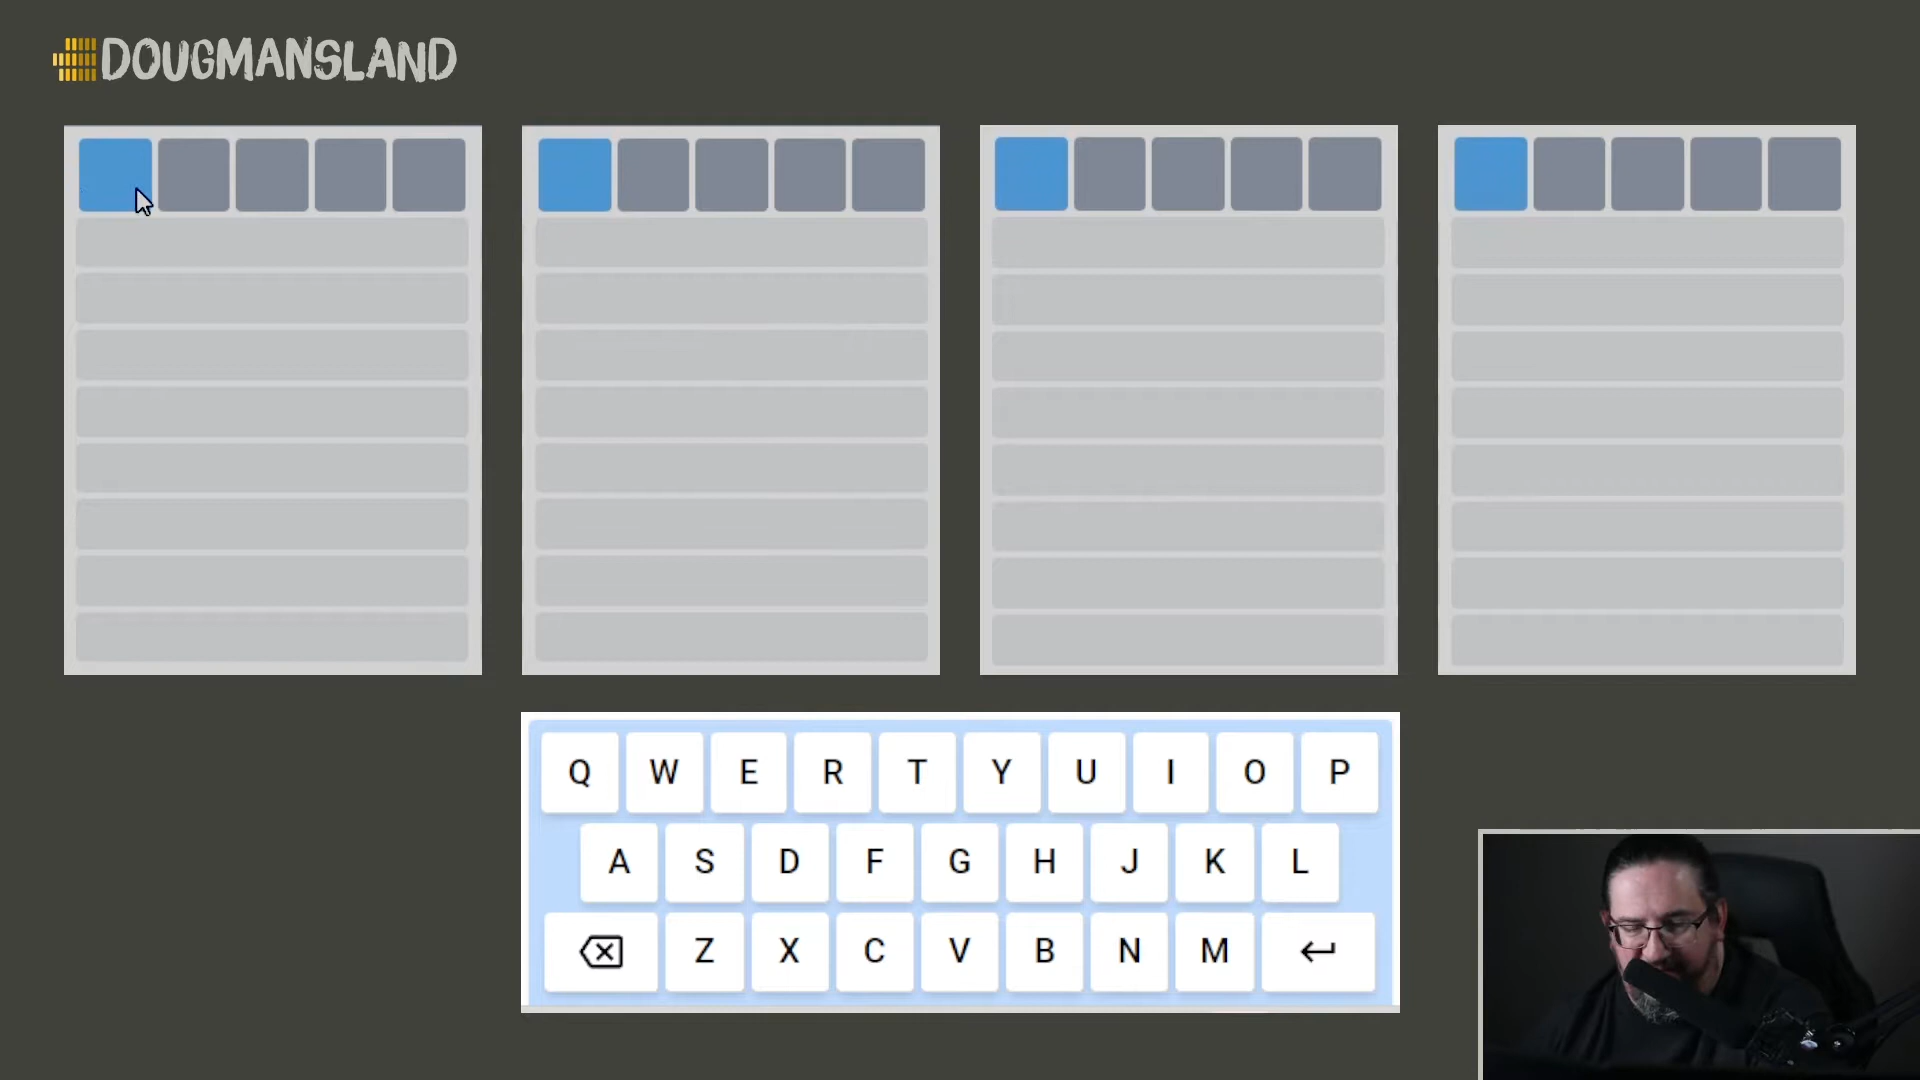 DOUGMANSLAND
Q W E R T Y U I O P
A S D F G H J K L
Z X C V B N M